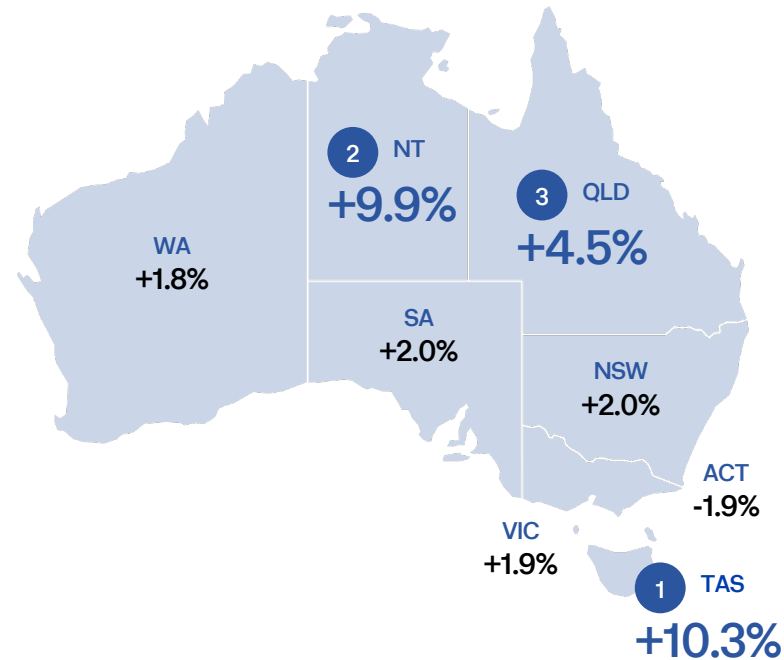 2 NT
+9.9%
3 QLD
+4.5%
WA
+1.8%
SA
+2.0%
NSW
+2.0%
ACT
-1.9%
VIC
+1.9%
1 TAS
+10.3%